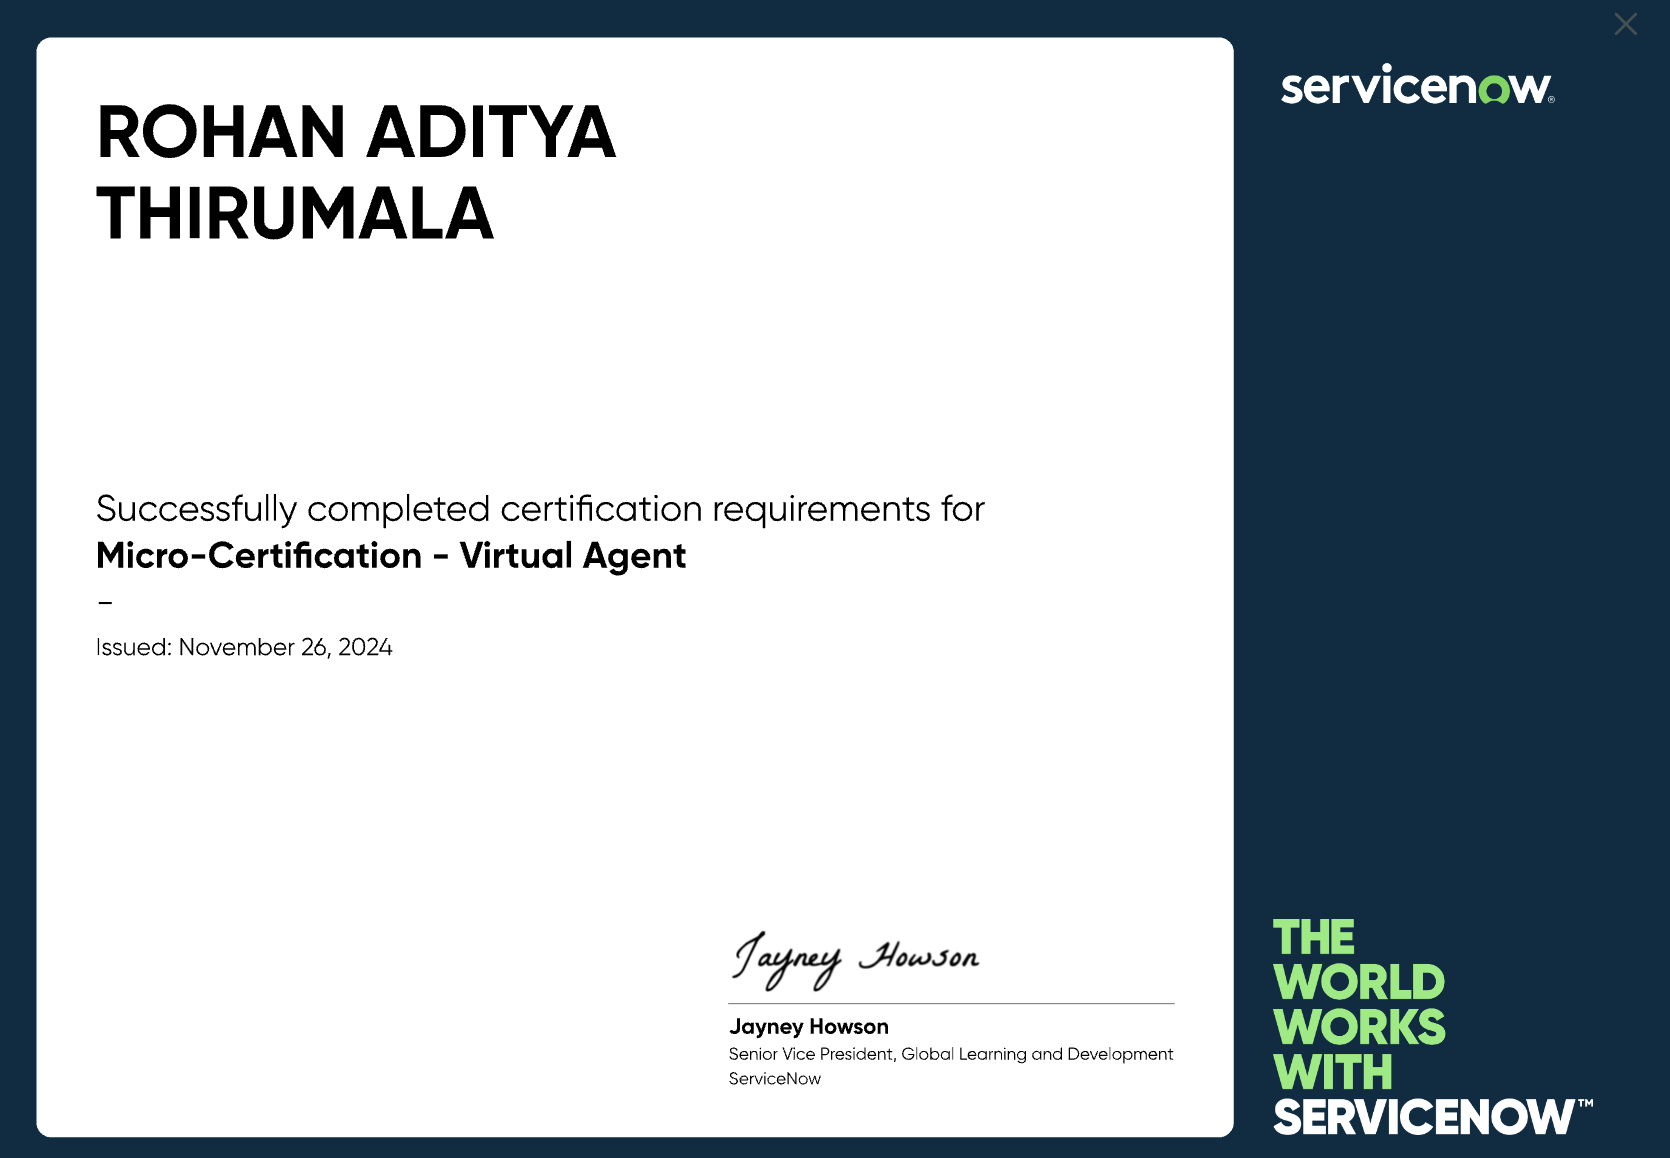 ROHAN ADITYA
THIRUMALA
Successfully completed certification requirements for
Micro-Certification - Virtual Agent
–
Issued: November 26, 2024
Jayney Howson
Jayney Howson
Senior Vice President, Global Learning and Development
ServiceNow
servicenow®
THE
WORLD
WORKS
WITH
SERVICENOW™